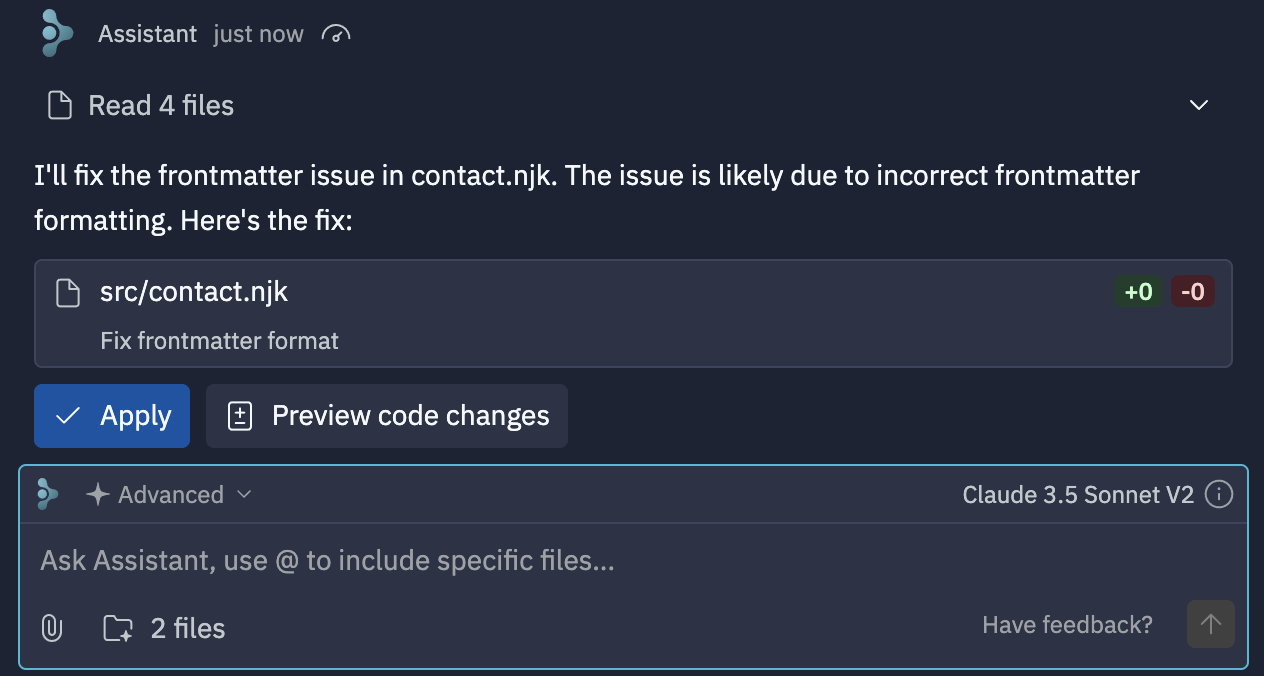 Assistant just now
Read 4 files
I'll fix the frontmatter issue in contact.njk. The issue is likely due to incorrect frontmatter
formatting. Here's the fix:
src/contact.njk +0 -0
Fix frontmatter format
Apply Preview code changes
Advanced Claude 3.5 Sonnet V2
Ask Assistant, use @ to include specific files...
2 files Have feedback?